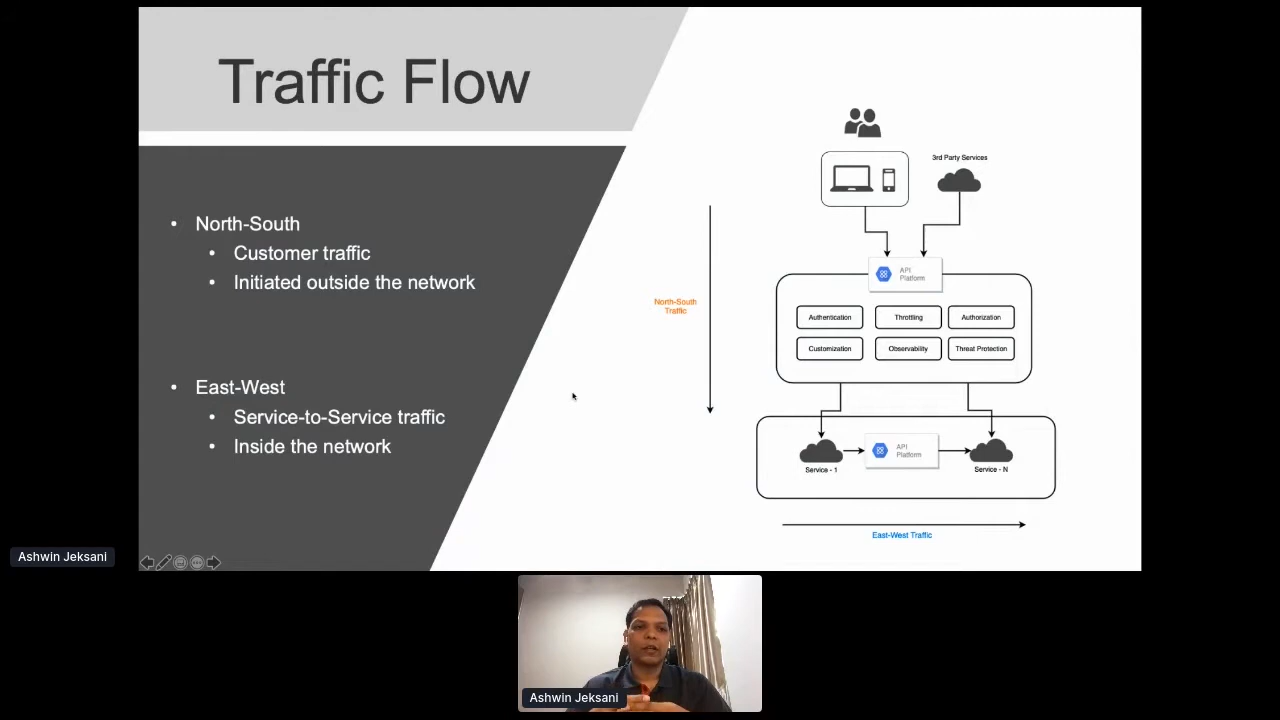 Traffic Flow
• North-South
• Customer traffic
• Initiated outside the network
• East-West
• Service-to-Service traffic
• Inside the network
3rd Party Services
API
Platform
North-South
Traffic
Authentication
Throttling
Authorization
Customization
Observability
Threat Protection
Service - 1
API
Platform
Service - N
East-West Traffic
Ashwin Jeksani
Ashwin Jeksani